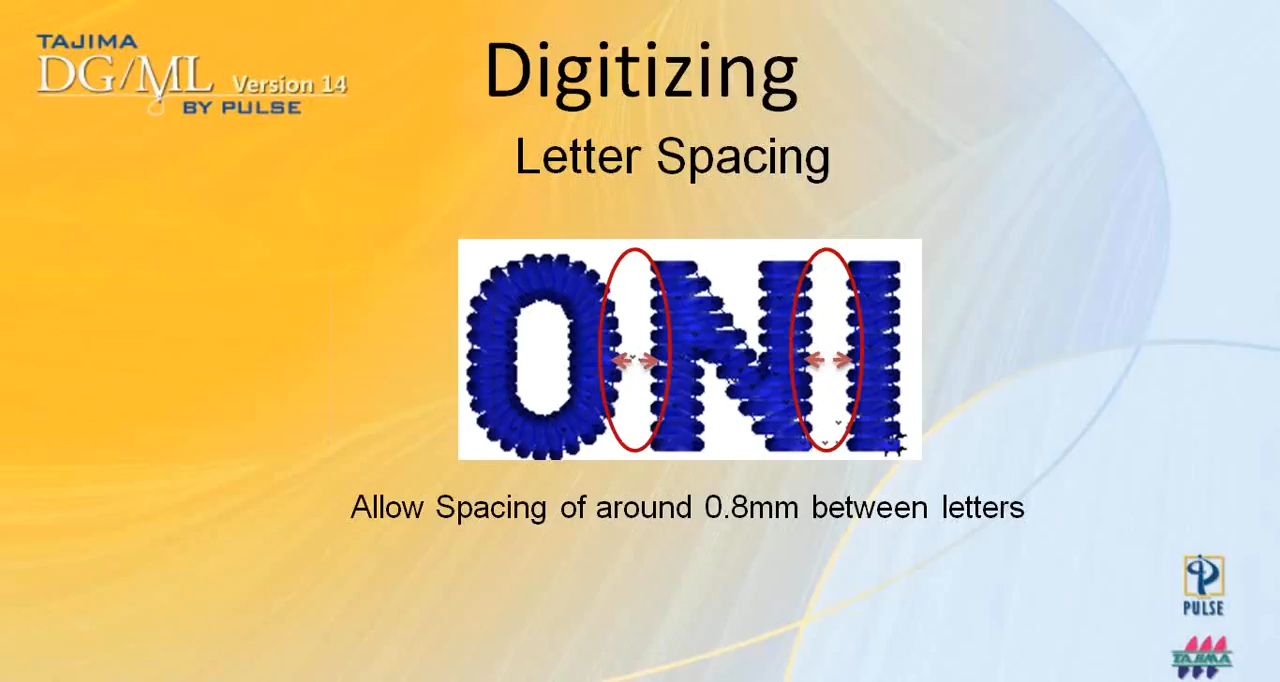 TAJIMA
DG/ML Version 14
BY PULSE
Digitizing
Letter Spacing
ONI
Allow Spacing of around 0.8mm between letters
PULSE
TAJIMA